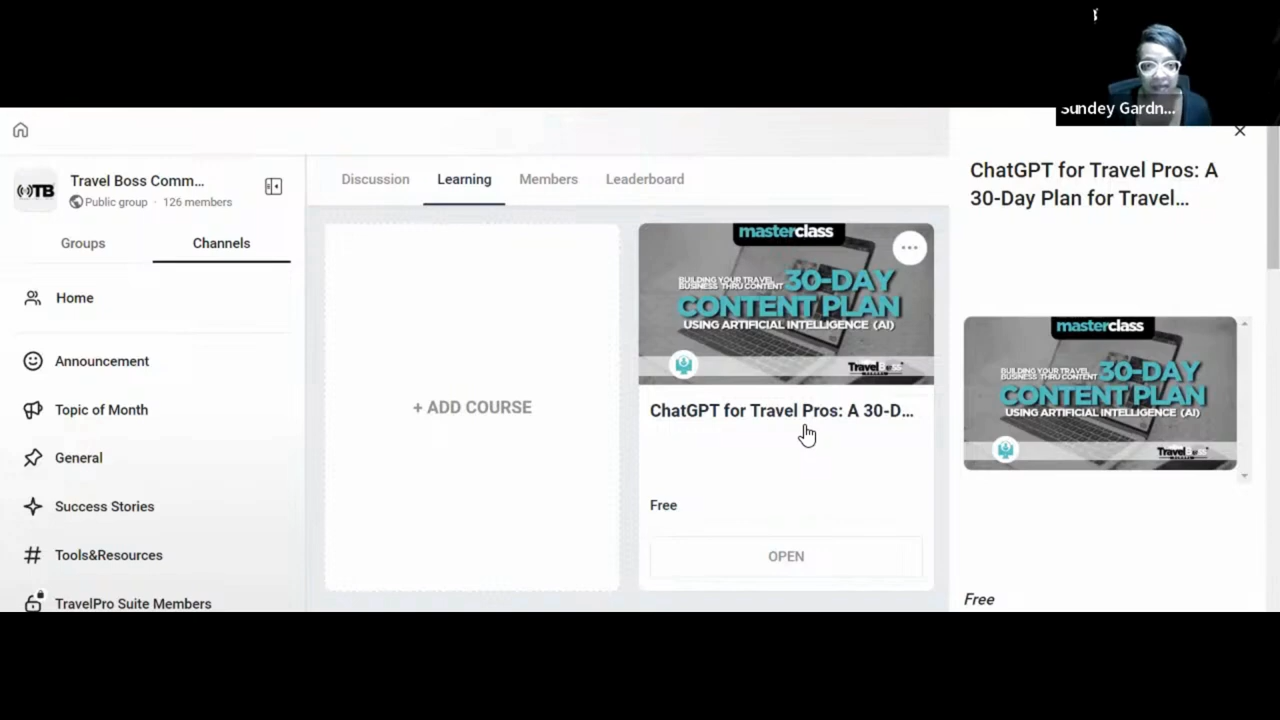 Sundey Gardn...
Travel Boss Comm...
Public group · 126 members
Groups
Channels
Home
Announcement
Topic of Month
General
Success Stories
Tools&Resources
TravelPro Suite Members
Discussion
Learning
Members
Leaderboard
+ ADD COURSE
masterclass
BUILDING YOUR TRAVEL
BUSINESS THRU CONTENT
30-DAY
CONTENT PLAN
USING ARTIFICIAL INTELLIGENCE (AI)
Travel Boss
ChatGPT for Travel Pros: A 30-D...
Free
OPEN
ChatGPT for Travel Pros: A
30-Day Plan for Travel...
masterclass
BUILDING YOUR TRAVEL
BUSINESS THRU CONTENT
30-DAY
CONTENT PLAN
USING ARTIFICIAL INTELLIGENCE (AI)
Travel Boss
Free